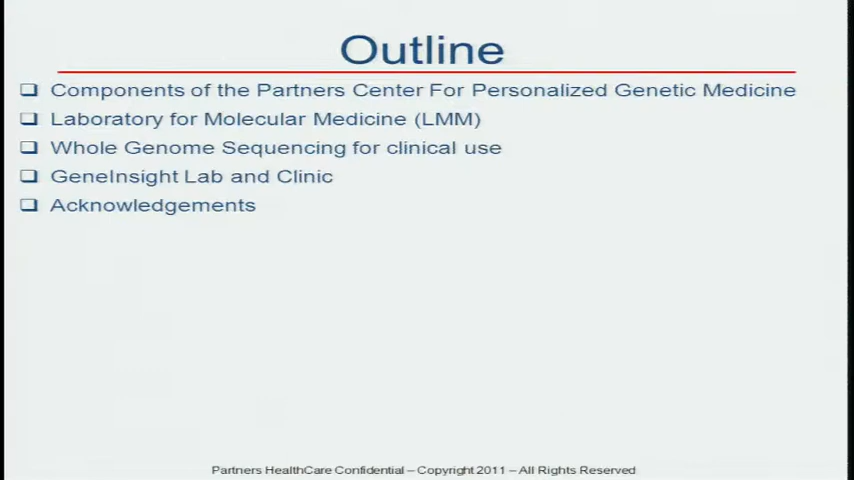 Outline
Components of the Partners Center For Personalized Genetic Medicine
Laboratory for Molecular Medicine (LMM)
Whole Genome Sequencing for clinical use
GeneInsight Lab and Clinic
Acknowledgements
Partners HealthCare Confidential – Copyright 2011 – All Rights Reserved